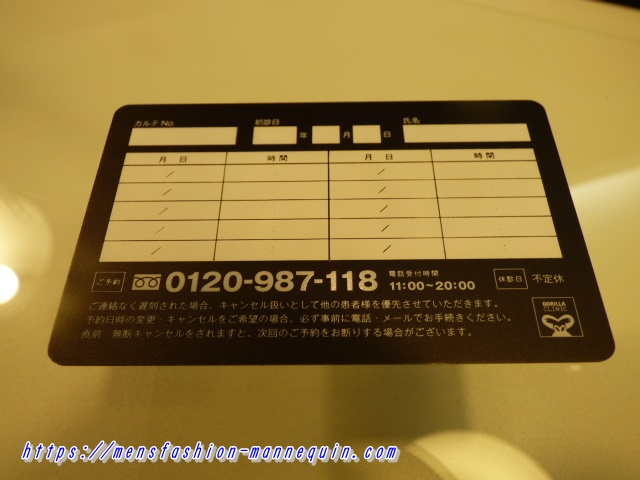 カルテNo. 初診日 年 月 日 氏名
月 日 時間 月 日 時間
/ : / :
/ : / :
/ : / :
/ : / :
/ : / :
ご予約 0120-987-118 電話受付時間 11:00~20:00 休診日 不定休
ご連絡なく遅刻された場合、キャンセル扱いとして他の患者様を優先させていただきます。
予約日時の変更・キャンセルをご希望の場合、必ず事前に電話・メールでお手続きください。
直前・無断キャンセルをされますと、次回のご予約をお断りする場合がございます。
GORILLA
CLINIC
https://mensfashion-mannequin.com/